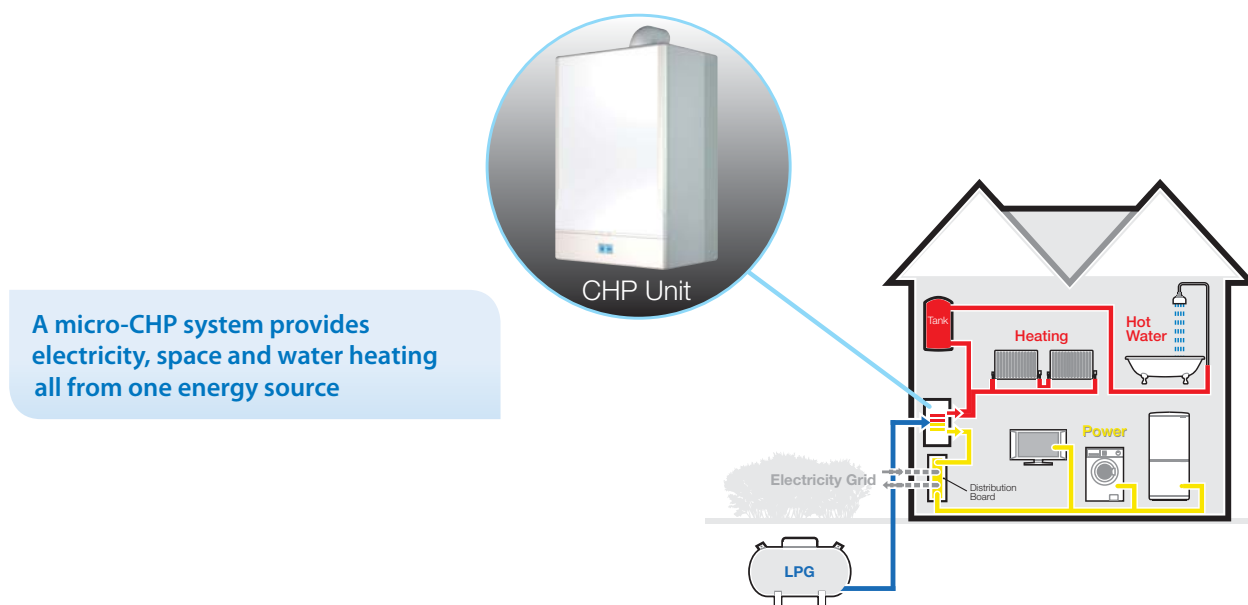 CHP Unit
A micro-CHP system provides
electricity, space and water heating
all from one energy source
Tank
Heating
Hot
Water
Power
Electricity Grid
Distribution
Board
LPG